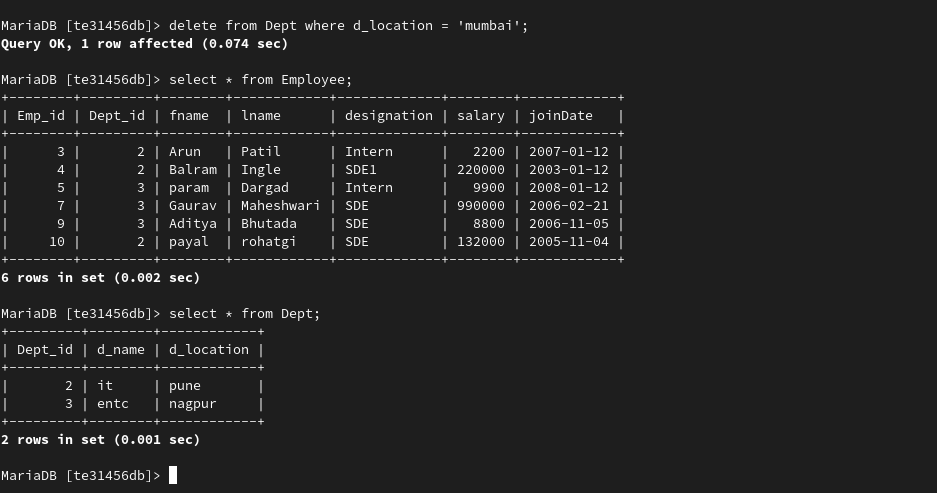 MariaDB [te31456db]> delete from Dept where d_location = 'mumbai';
Query OK, 1 row affected (0.074 sec)
MariaDB [te31456db]> select * from Employee;
+--------+---------+---------+------------+-------------+--------+------------+
| Emp_id | Dept_id | fname   | lname      | designation | salary | joinDate   |
+--------+---------+---------+------------+-------------+--------+------------+
|      3 |       2 | Arun    | Patil      | Intern      |   2200 | 2007-01-12 |
|      4 |       2 | Balram  | Ingle      | SDE1        | 220000 | 2003-01-12 |
|      5 |       3 | param   | Dargad     | Intern      |   9900 | 2008-01-12 |
|      7 |       3 | Gaurav  | Maheshwari | SDE         | 990000 | 2006-02-21 |
|      9 |       3 | Aditya  | Bhutada    | SDE         |   8800 | 2006-11-05 |
|     10 |       2 | payal   | rohatgi    | SDE         | 132000 | 2005-11-04 |
+--------+---------+---------+------------+-------------+--------+------------+
6 rows in set (0.002 sec)
MariaDB [te31456db]> select * from Dept;
+---------+--------+------------+
| Dept_id | d_name | d_location |
+---------+--------+------------+
|       2 | it     | pune       |
|       3 | entc   | nagpur     |
+---------+--------+------------+
2 rows in set (0.001 sec)
MariaDB [te31456db]>